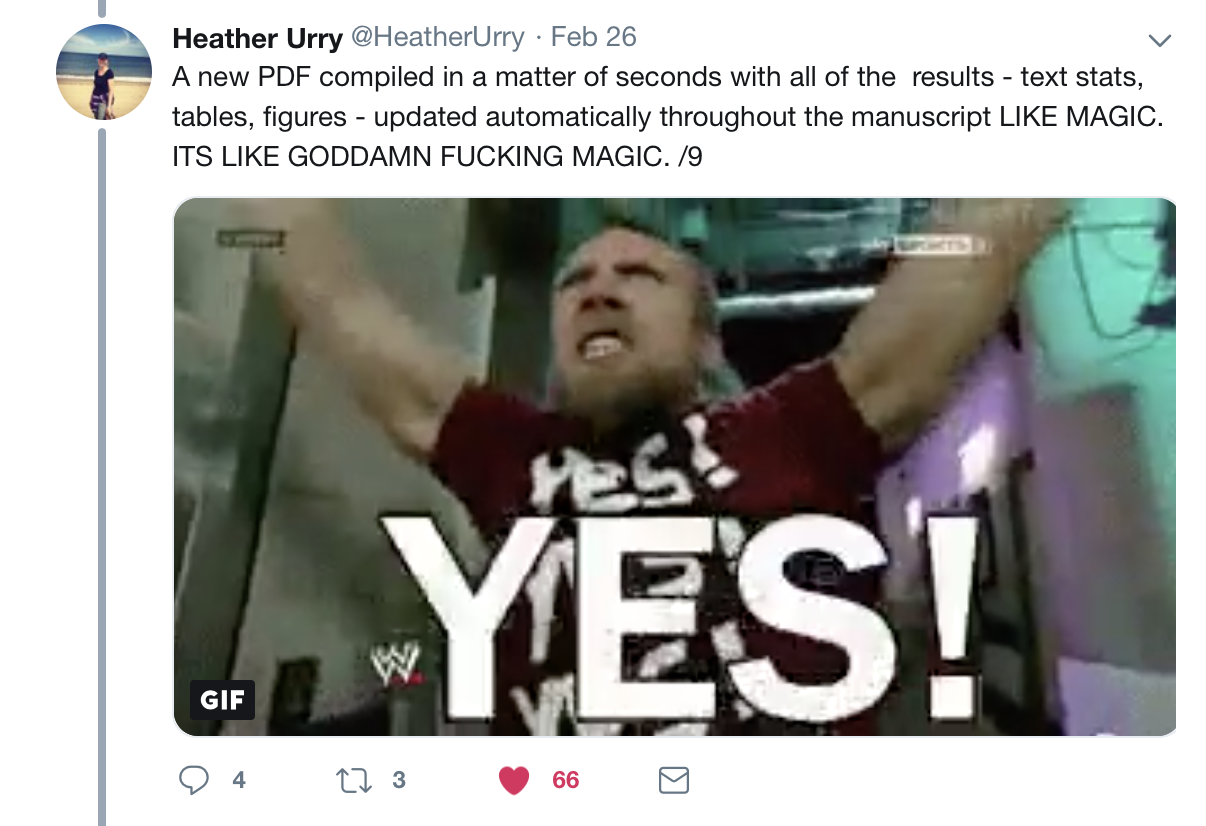 Heather Urry @HeatherUrry · Feb 26
A new PDF compiled in a matter of seconds with all of the  results - text stats,
tables, figures - updated automatically throughout the manuscript LIKE MAGIC.
ITS LIKE GODDAMN FUCKING MAGIC. /9
SPORTS
YES!
YES!
W
GIF
4 3 66